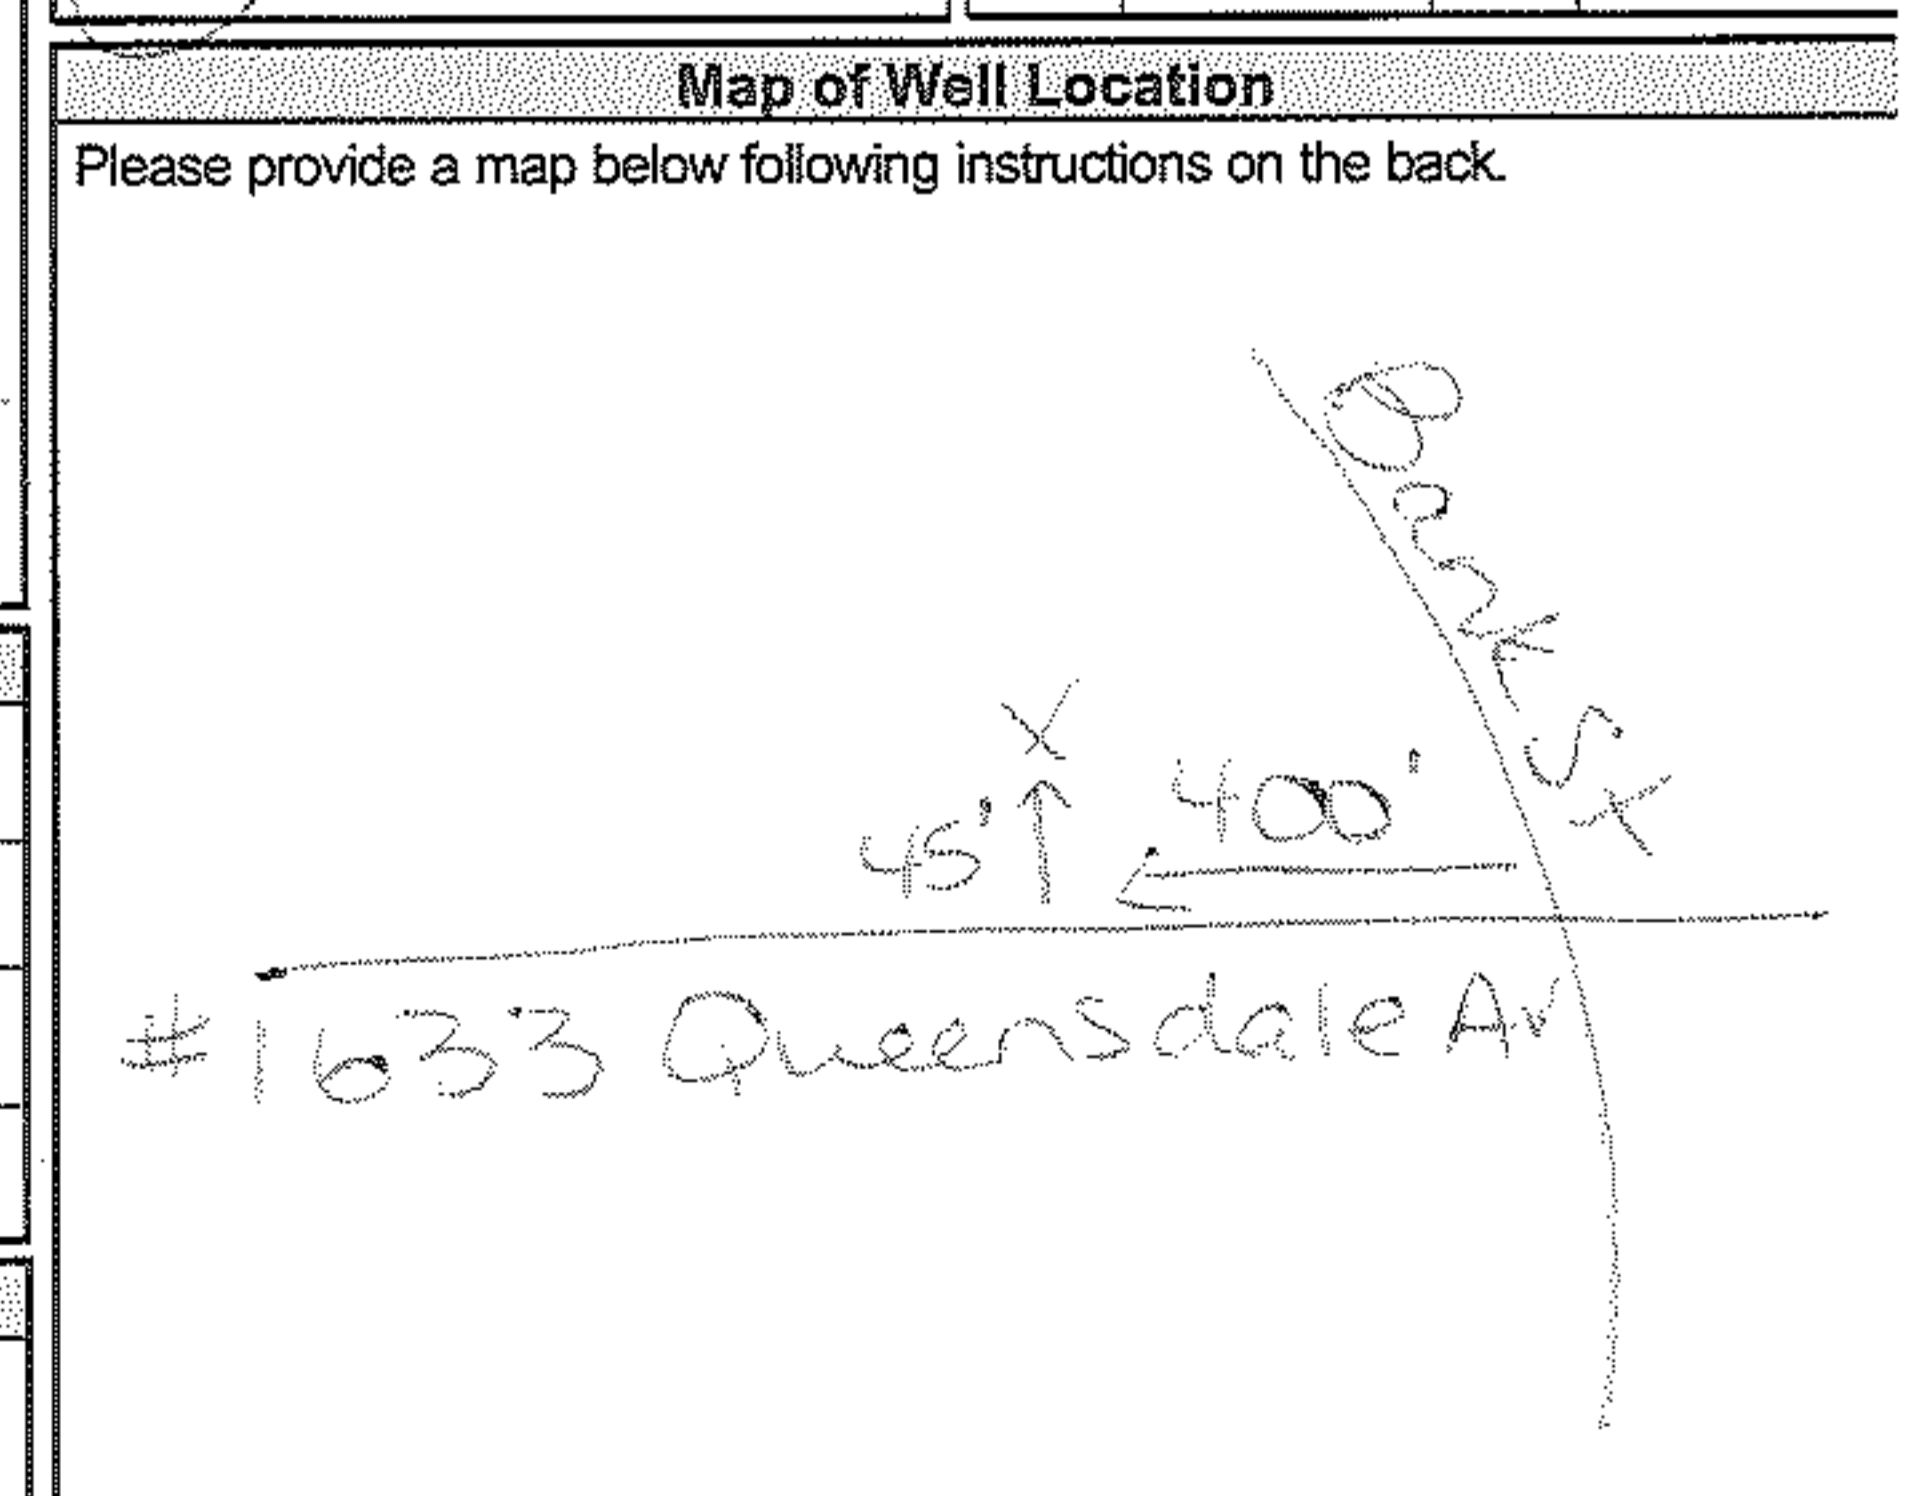 Map of Well Location
Please provide a map below following instructions on the back.
Bank St
X
400'
45'
#1633 Queensdale Av